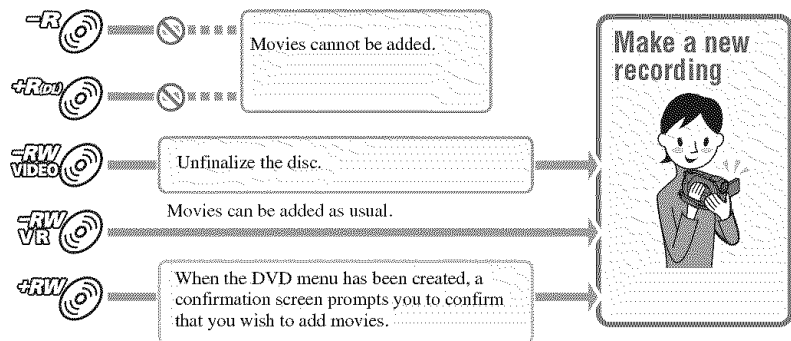 -R
Movies cannot be added.
+R(DL)
Make a new
recording
-RW
VIDEO
Unfinalize the disc.
Movies can be added as usual.
-RW
VR
+RW
When the DVD menu has been created, a
confirmation screen prompts you to confirm
that you wish to add movies.